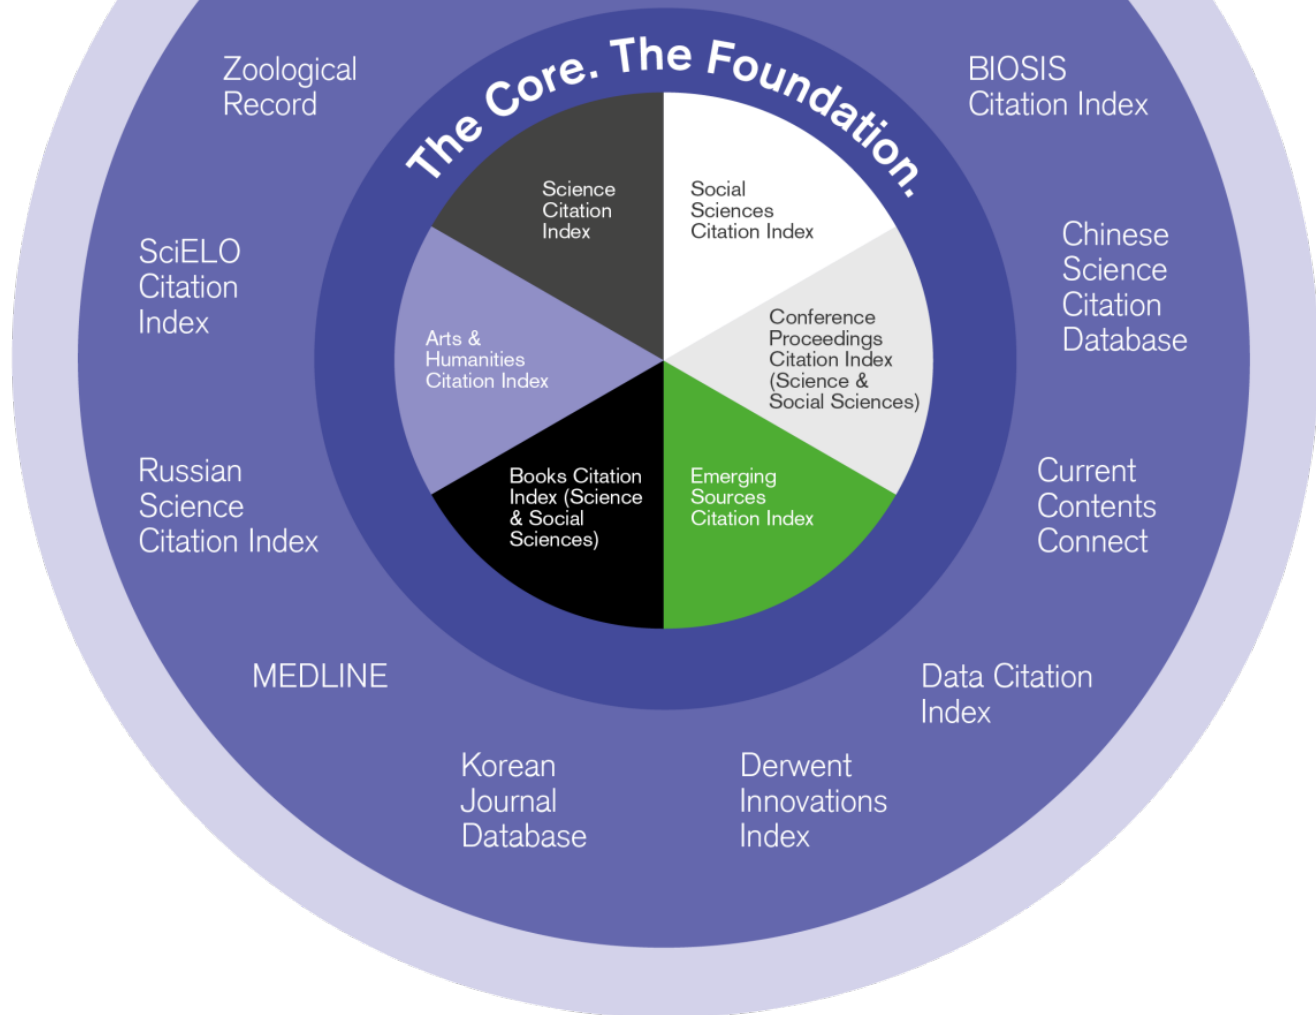 The Core. The Foundation.
Zoological
Record
BIOSIS
Citation Index
Science
Citation
Index
Social
Sciences
Citation Index
SciELO
Citation
Index
Chinese
Science
Citation
Database
Arts &
Humanities
Citation Index
Conference
Proceedings
Citation Index
(Science &
Social Sciences)
Russian
Science
Citation Index
Books Citation
Index (Science
& Social
Sciences)
Emerging
Sources
Citation Index
Current
Contents
Connect
MEDLINE
Data Citation
Index
Korean
Journal
Database
Derwent
Innovations
Index